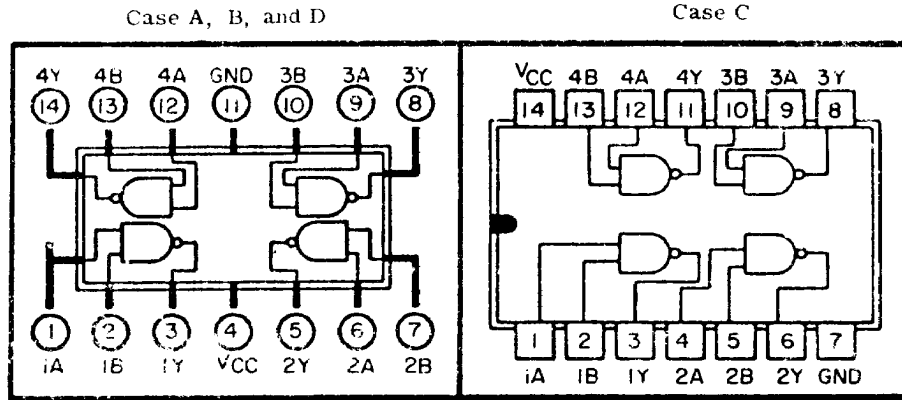 Case A, B, and D
Case C
4Y 4B 4A GND 3B 3A 3Y
14 13 12 11 10 9 8
1 2 3 4 5 6 7
1A 1B 1Y VCC 2Y 2A 2B
VCC 4B 4A 4Y 3B 3A 3Y
14 13 12 11 10 9 8
1 2 3 4 5 6 7
1A 1B 1Y 2A 2B 2Y GND